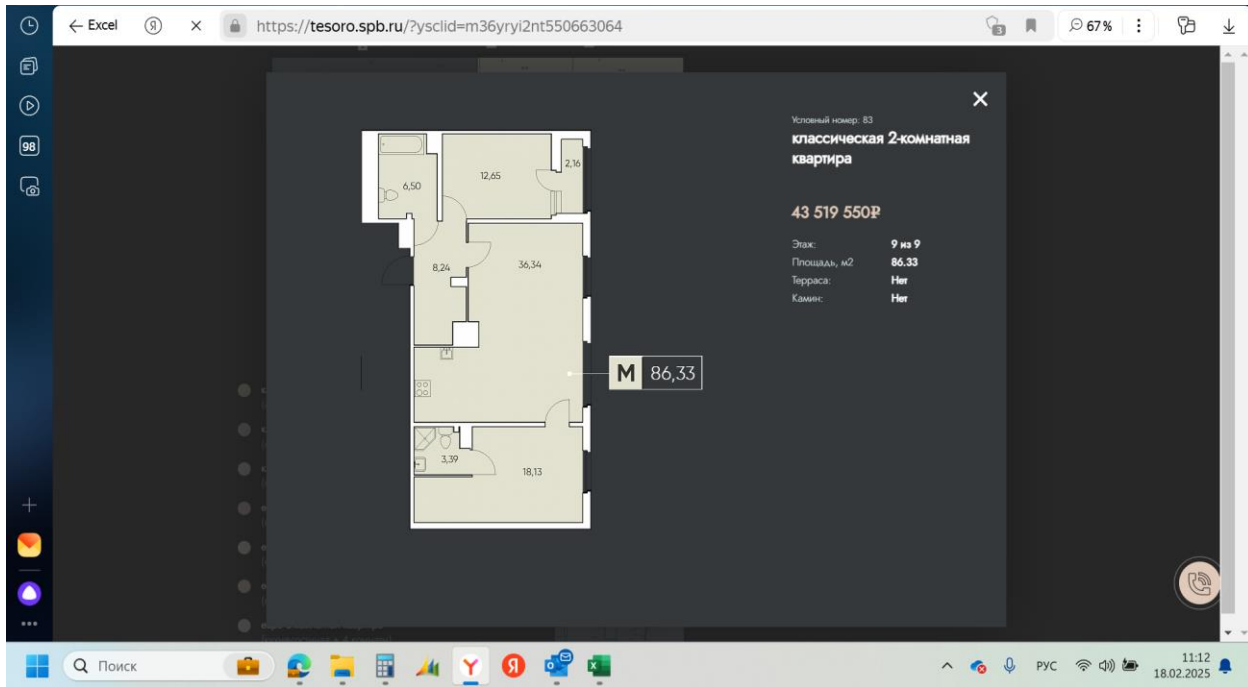 Excel
https://tesoro.spb.ru/?ysclid=m36yryi2nt550663064
3
67%
98
Условный номер: 83
классическая 2-комнатная
квартира
43 519 550₽
Этаж: 9 из 9
Площадь, м2 86.33
Терраса: Нет
Камин: Нет
6,50
12,65
2,16
8,24
36,34
М 86,33
3,39
18,13
Поиск
РУС
11:12
18.02.2025